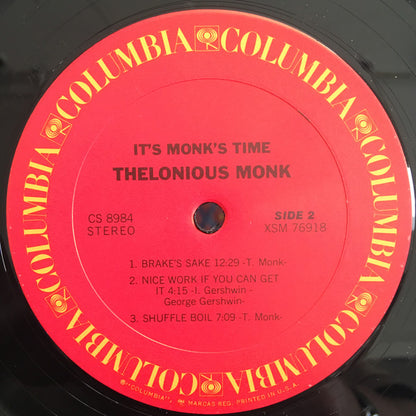 COLUMBIA COLUMBIA COLUMBIA COLUMBIA COLUMBIA COLUMBIA
IT'S MONK'S TIME
THELONIOUS MONK
CS 8984
STEREO
SIDE 2
XSM 76918
1. BRAKE'S SAKE 12:29 -T. Monk-
2. NICE WORK IF YOU CAN GET
IT 4:15 -I. Gershwin -
George Gershwin-
3. SHUFFLE BOIL 7:09 -T. Monk-
® "COLUMBIA", MARCAS REG. PRINTED IN U.S.A.